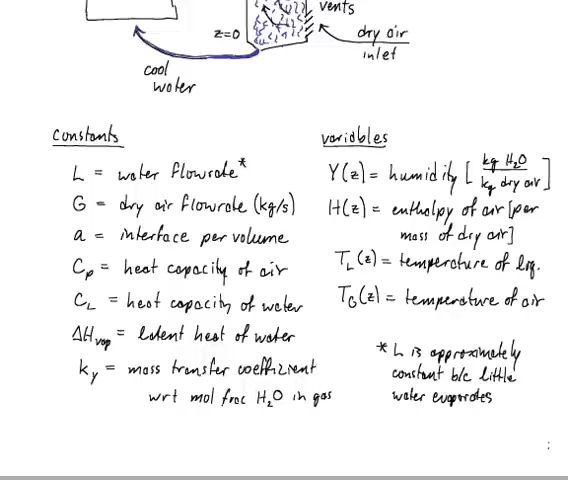 vents
z=0
dry air
inlet
cool
water
constants
L = water flowrate*
G = dry air flowrate (kg/s)
a = interface per volume
Cp = heat capacity of air
CL = heat capacity of water
ΔHvap = latent heat of water
ky = mass transfer coefficient
wrt mol frac H2O in gas
variables
Y(z) = humidity [kg H2O / kg dry air]
H(z) = enthalpy of air [per
mass of dry air]
TL(z) = temperature of liq.
TG(z) = temperature of air
* L is approximately
constant b/c little
water evaporates